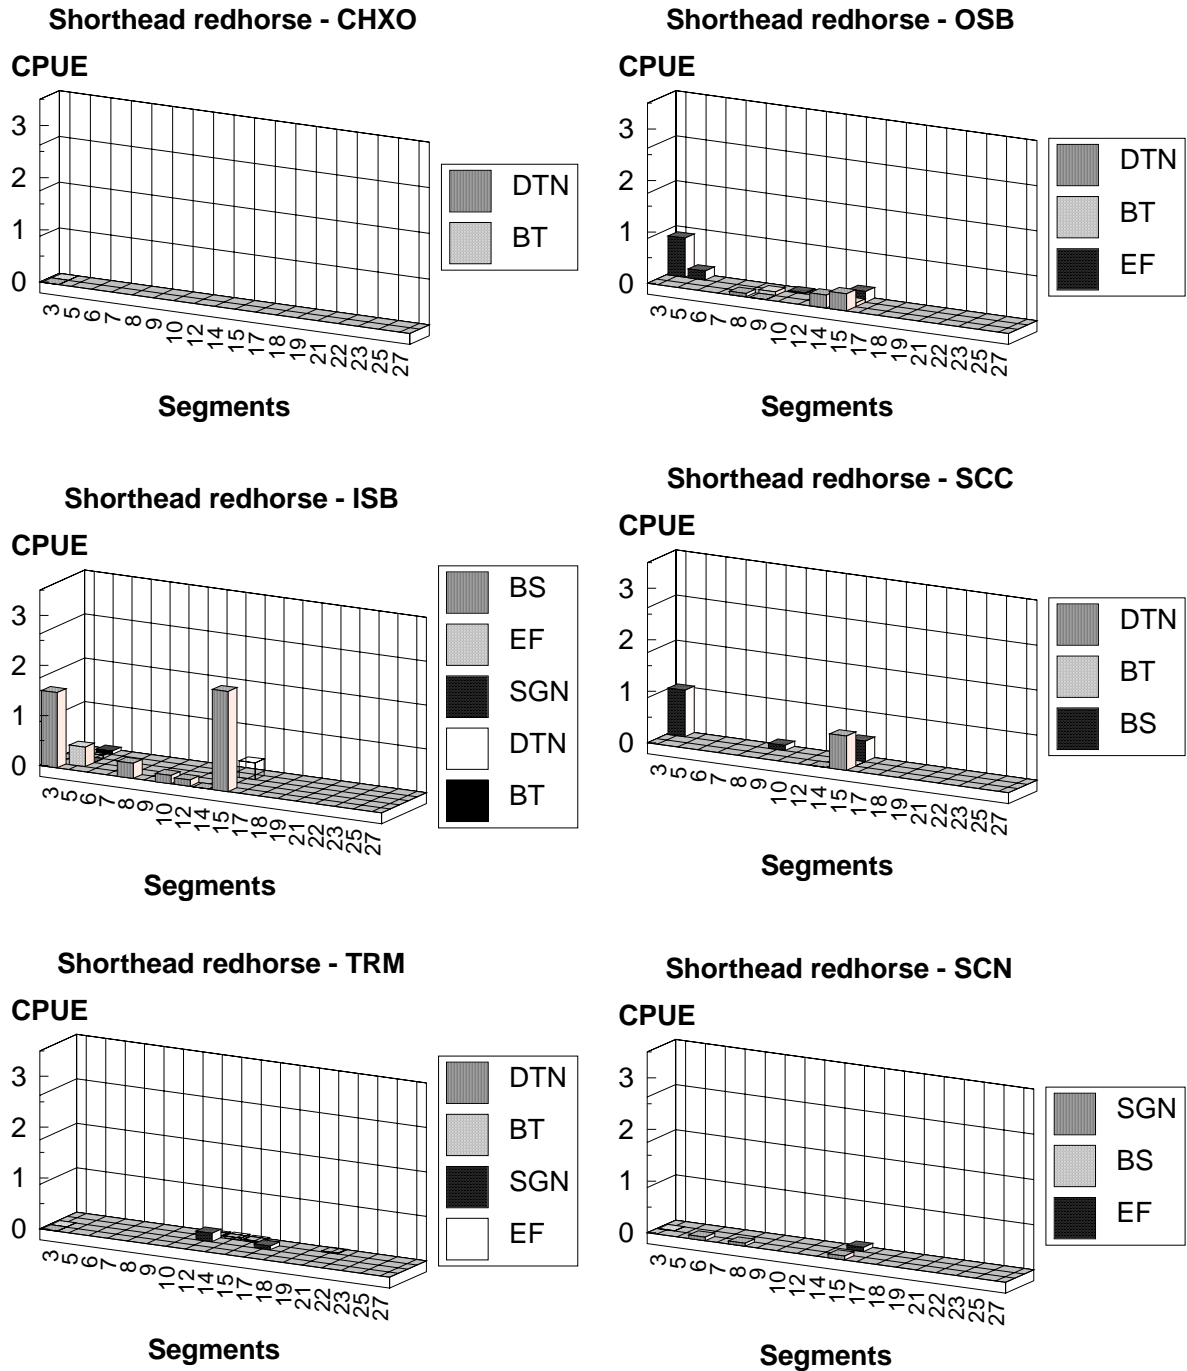 Shorthead redhorse - CHXO
CPUE
3
2
1
0
3 5 6 7 8 9 10 12 14 15 17 18 19 21 22 23 25 27
Segments
DTN
BT
Shorthead redhorse - OSB
CPUE
3
2
1
0
3 5 6 7 8 9 10 12 14 15 17 18 19 21 22 23 25 27
Segments
DTN
BT
EF
Shorthead redhorse - ISB
CPUE
3
2
1
0
3 5 6 7 8 9 10 12 14 15 17 18 19 21 22 23 25 27
Segments
BS
EF
SGN
DTN
BT
Shorthead redhorse - SCC
CPUE
3
2
1
0
3 5 6 7 8 9 10 12 14 15 17 18 19 21 22 23 25 27
Segments
DTN
BT
BS
Shorthead redhorse - TRM
CPUE
3
2
1
0
3 5 6 7 8 9 10 12 14 15 17 18 19 21 22 23 25 27
Segments
DTN
BT
SGN
EF
Shorthead redhorse - SCN
CPUE
3
2
1
0
3 5 6 7 8 9 10 12 14 15 17 18 19 21 22 23 25 27
Segments
SGN
BS
EF